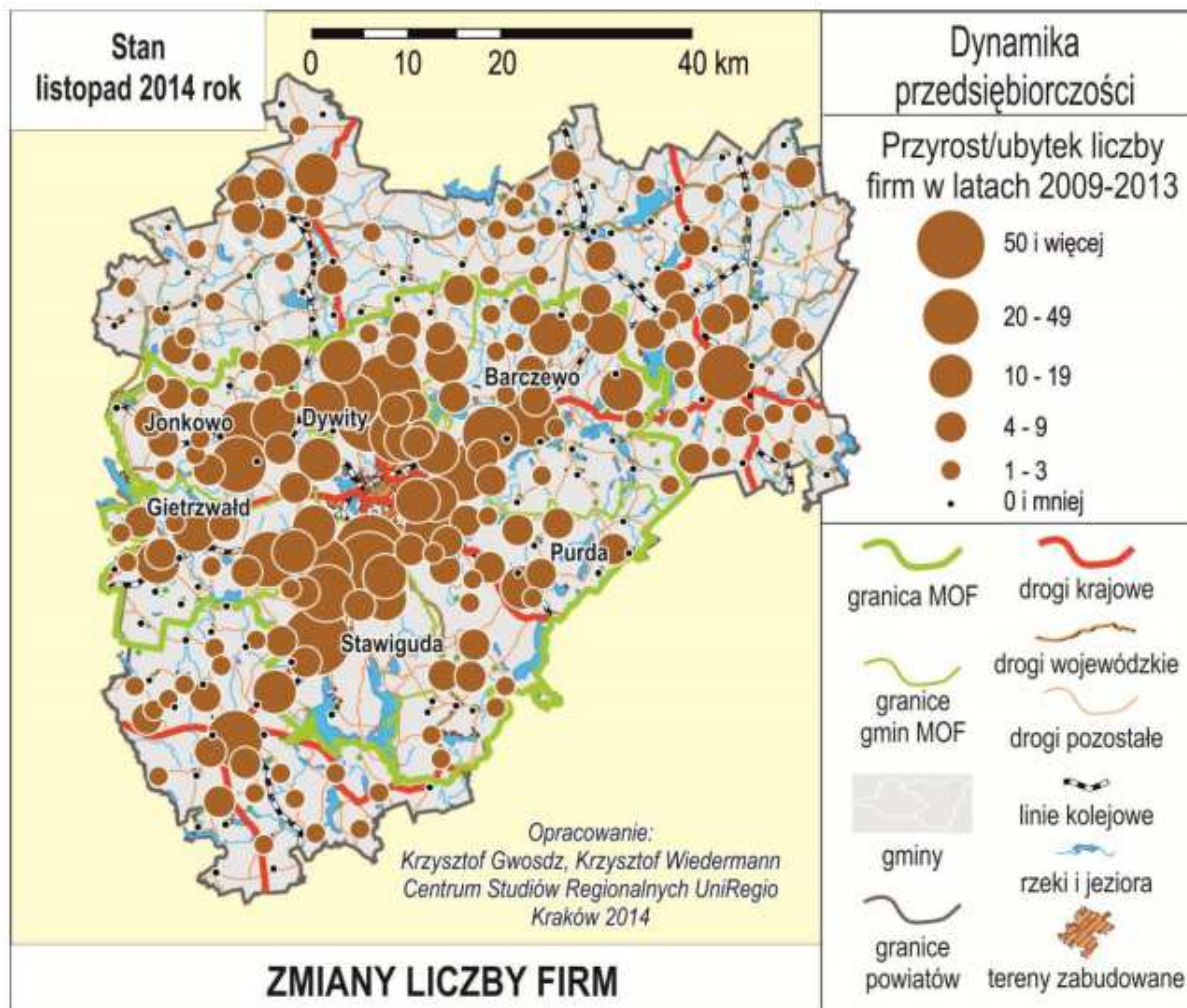 Stan
listopad 2014 rok
0 10 20 40 km
Jonkowo
Dywity
Barczewo
Gietrzwałd
Purda
Stawiguda
Opracowanie:
Krzysztof Gwosdz, Krzysztof Wiedermann
Centrum Studiów Regionalnych UniRegio
Kraków 2014
ZMIANY LICZBY FIRM
Dynamika
przedsiębiorczości
Przyrost/ubytek liczby
firm w latach 2009-2013
50 i więcej
20 - 49
10 - 19
4 - 9
1 - 3
0 i mniej
granica MOF
granice
gmin MOF
gminy
granice
powiatów
drogi krajowe
drogi wojewódzkie
drogi pozostałe
linie kolejowe
rzeki i jeziora
tereny zabudowane